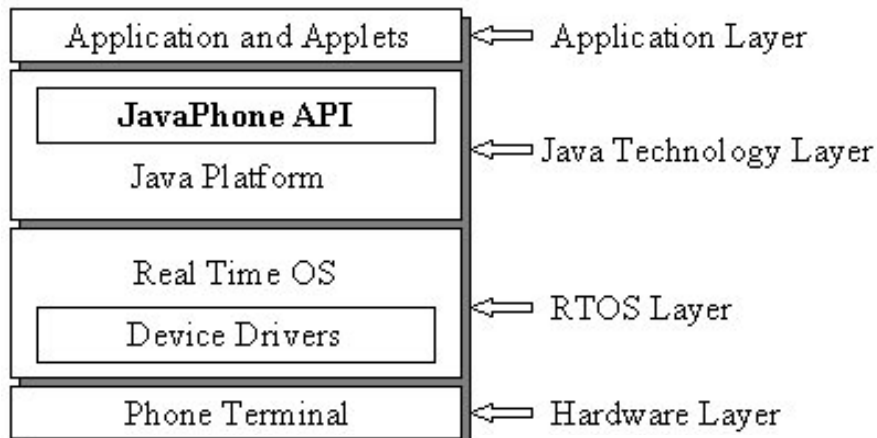 Application and Applets
Application Layer
JavaPhone API
Java Technology Layer
Java Platform
Real Time OS
RTOS Layer
Device Drivers
Phone Terminal
Hardware Layer